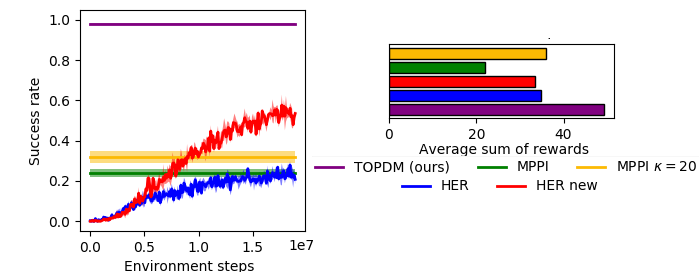 1.0
0.8
0.6
0.4
0.2
0.0
Success rate
0.0 0.5 1.0 1.5 1e7
Environment steps
0 20 40
Average sum of rewards
TOPDM (ours) MPPI MPPI κ = 20
HER HER new